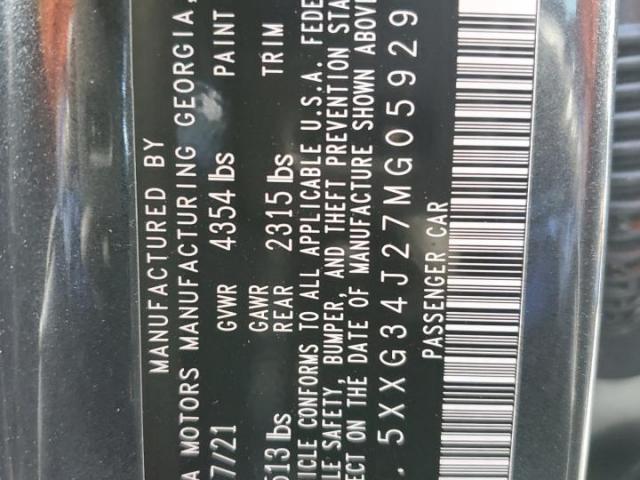 MANUFACTURED BY
A MOTORS MANUFACTURING GEORGIA,
7/21 GVWR 4354 lbs PAINT
GAWR
513 lbs REAR 2315 lbs TRIM
ICLE CONFORMS TO ALL APPLICABLE U.S.A. FEDE
LE SAFETY, BUMPER, AND THEFT PREVENTION STA
ECT ON THE DATE OF MANUFACTURE SHOWN ABOVE
. 5XXG34J27MG05929
PASSENGER CAR